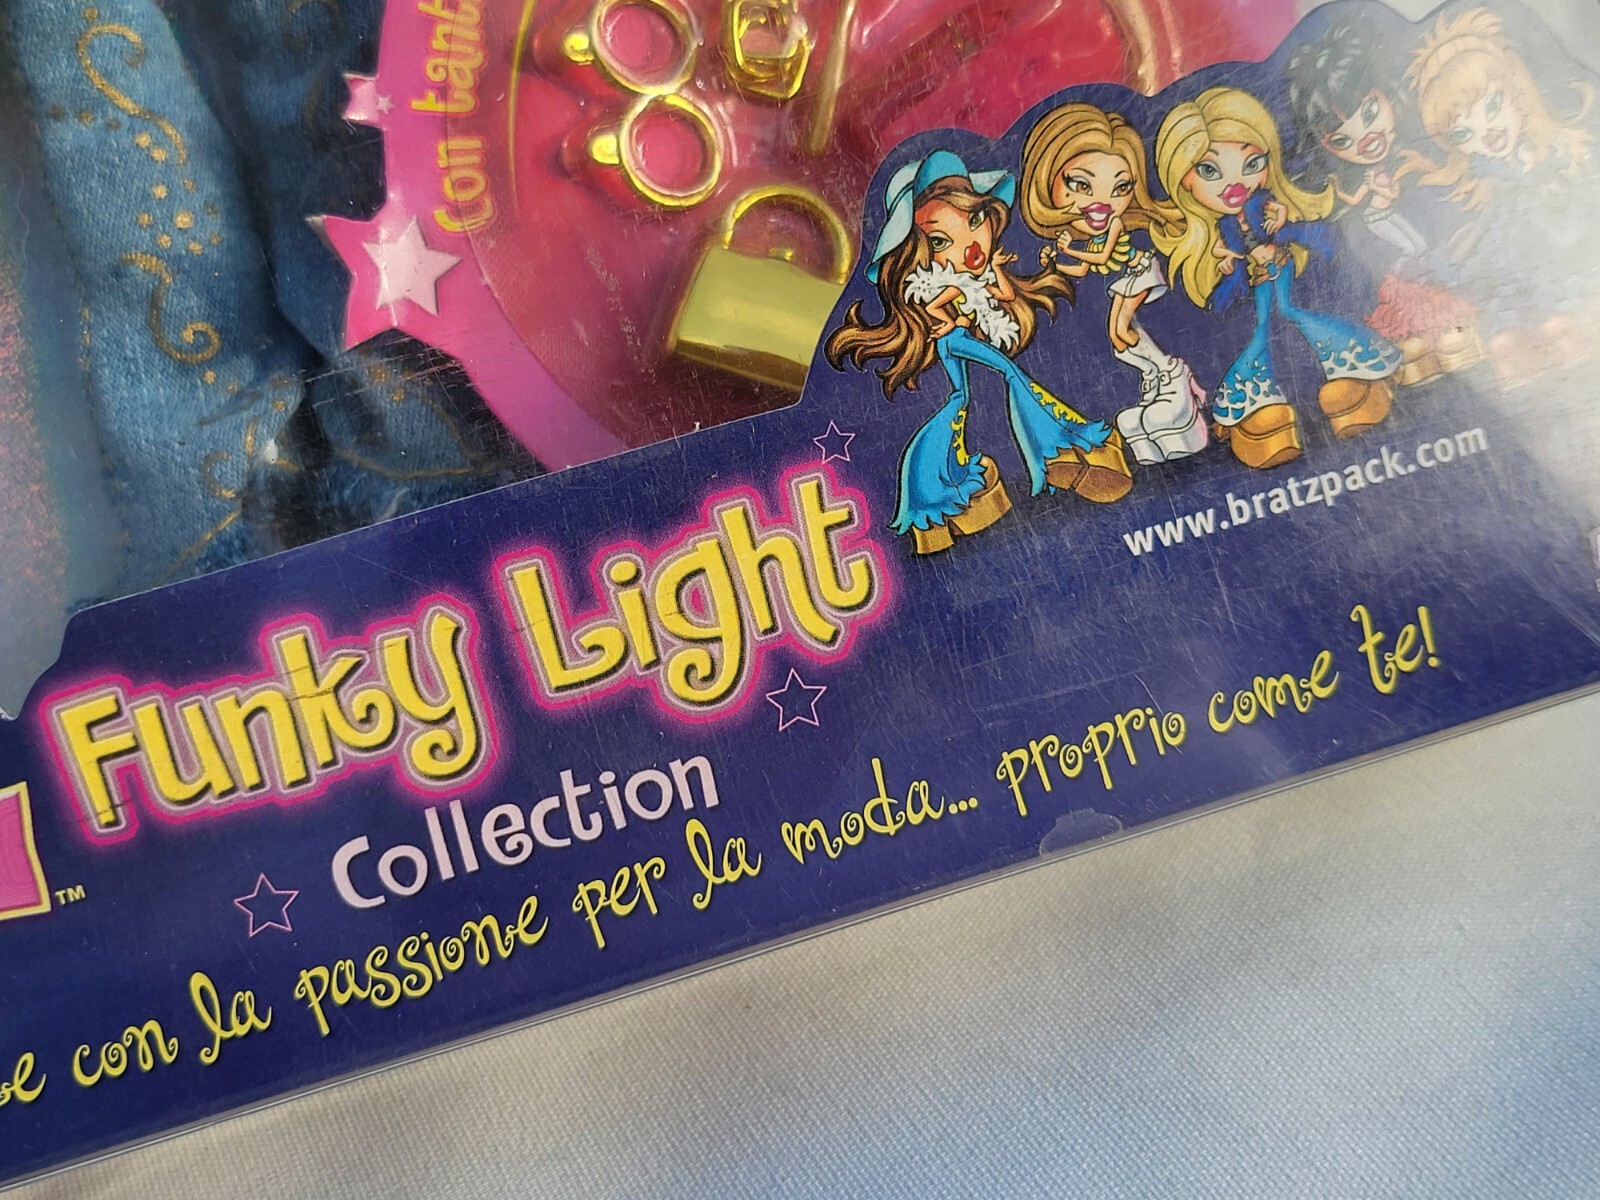 Con tant
www.bratzpack.com
Funky Light
Collection
TM
con la passione per la moda... proprio come te!